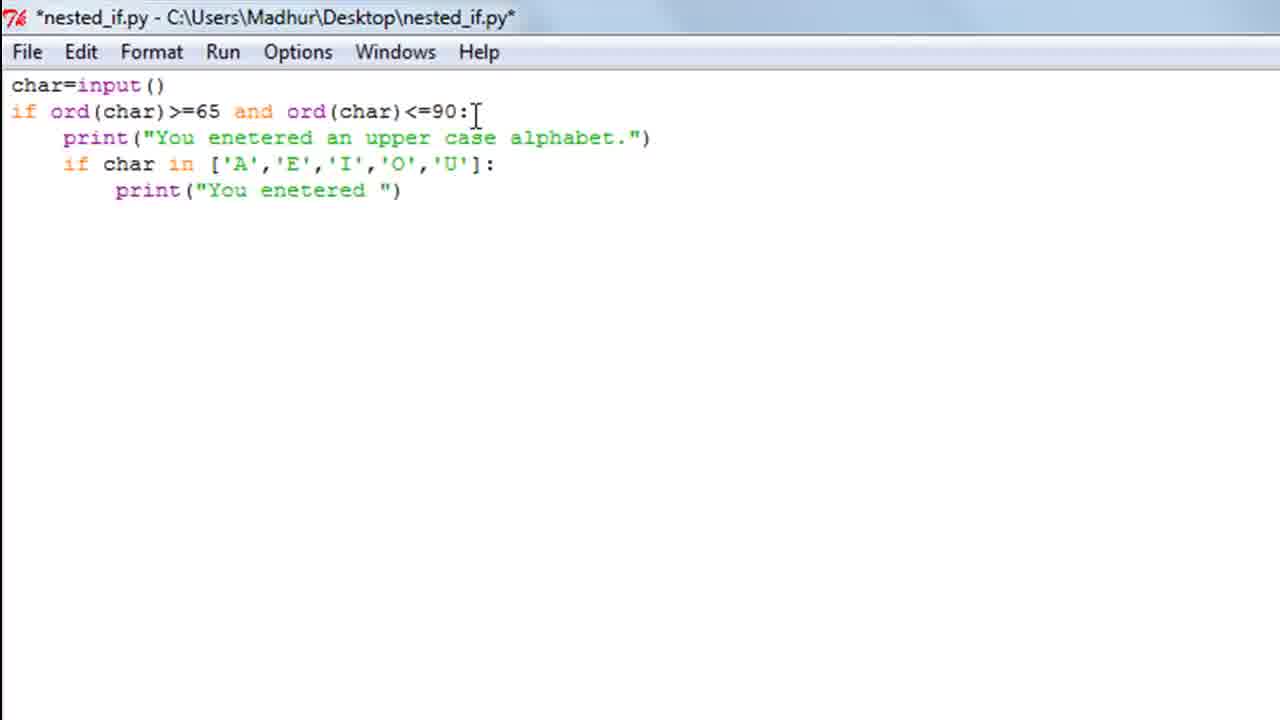 *nested_if.py - C:\Users\Madhur\Desktop\nested_if.py*
File Edit Format Run Options Windows Help
char=input()
if ord(char)>=65 and ord(char)<=90:
    print("You enetered an upper case alphabet.")
    if char in ['A','E','I','O','U']:
        print("You enetered ")